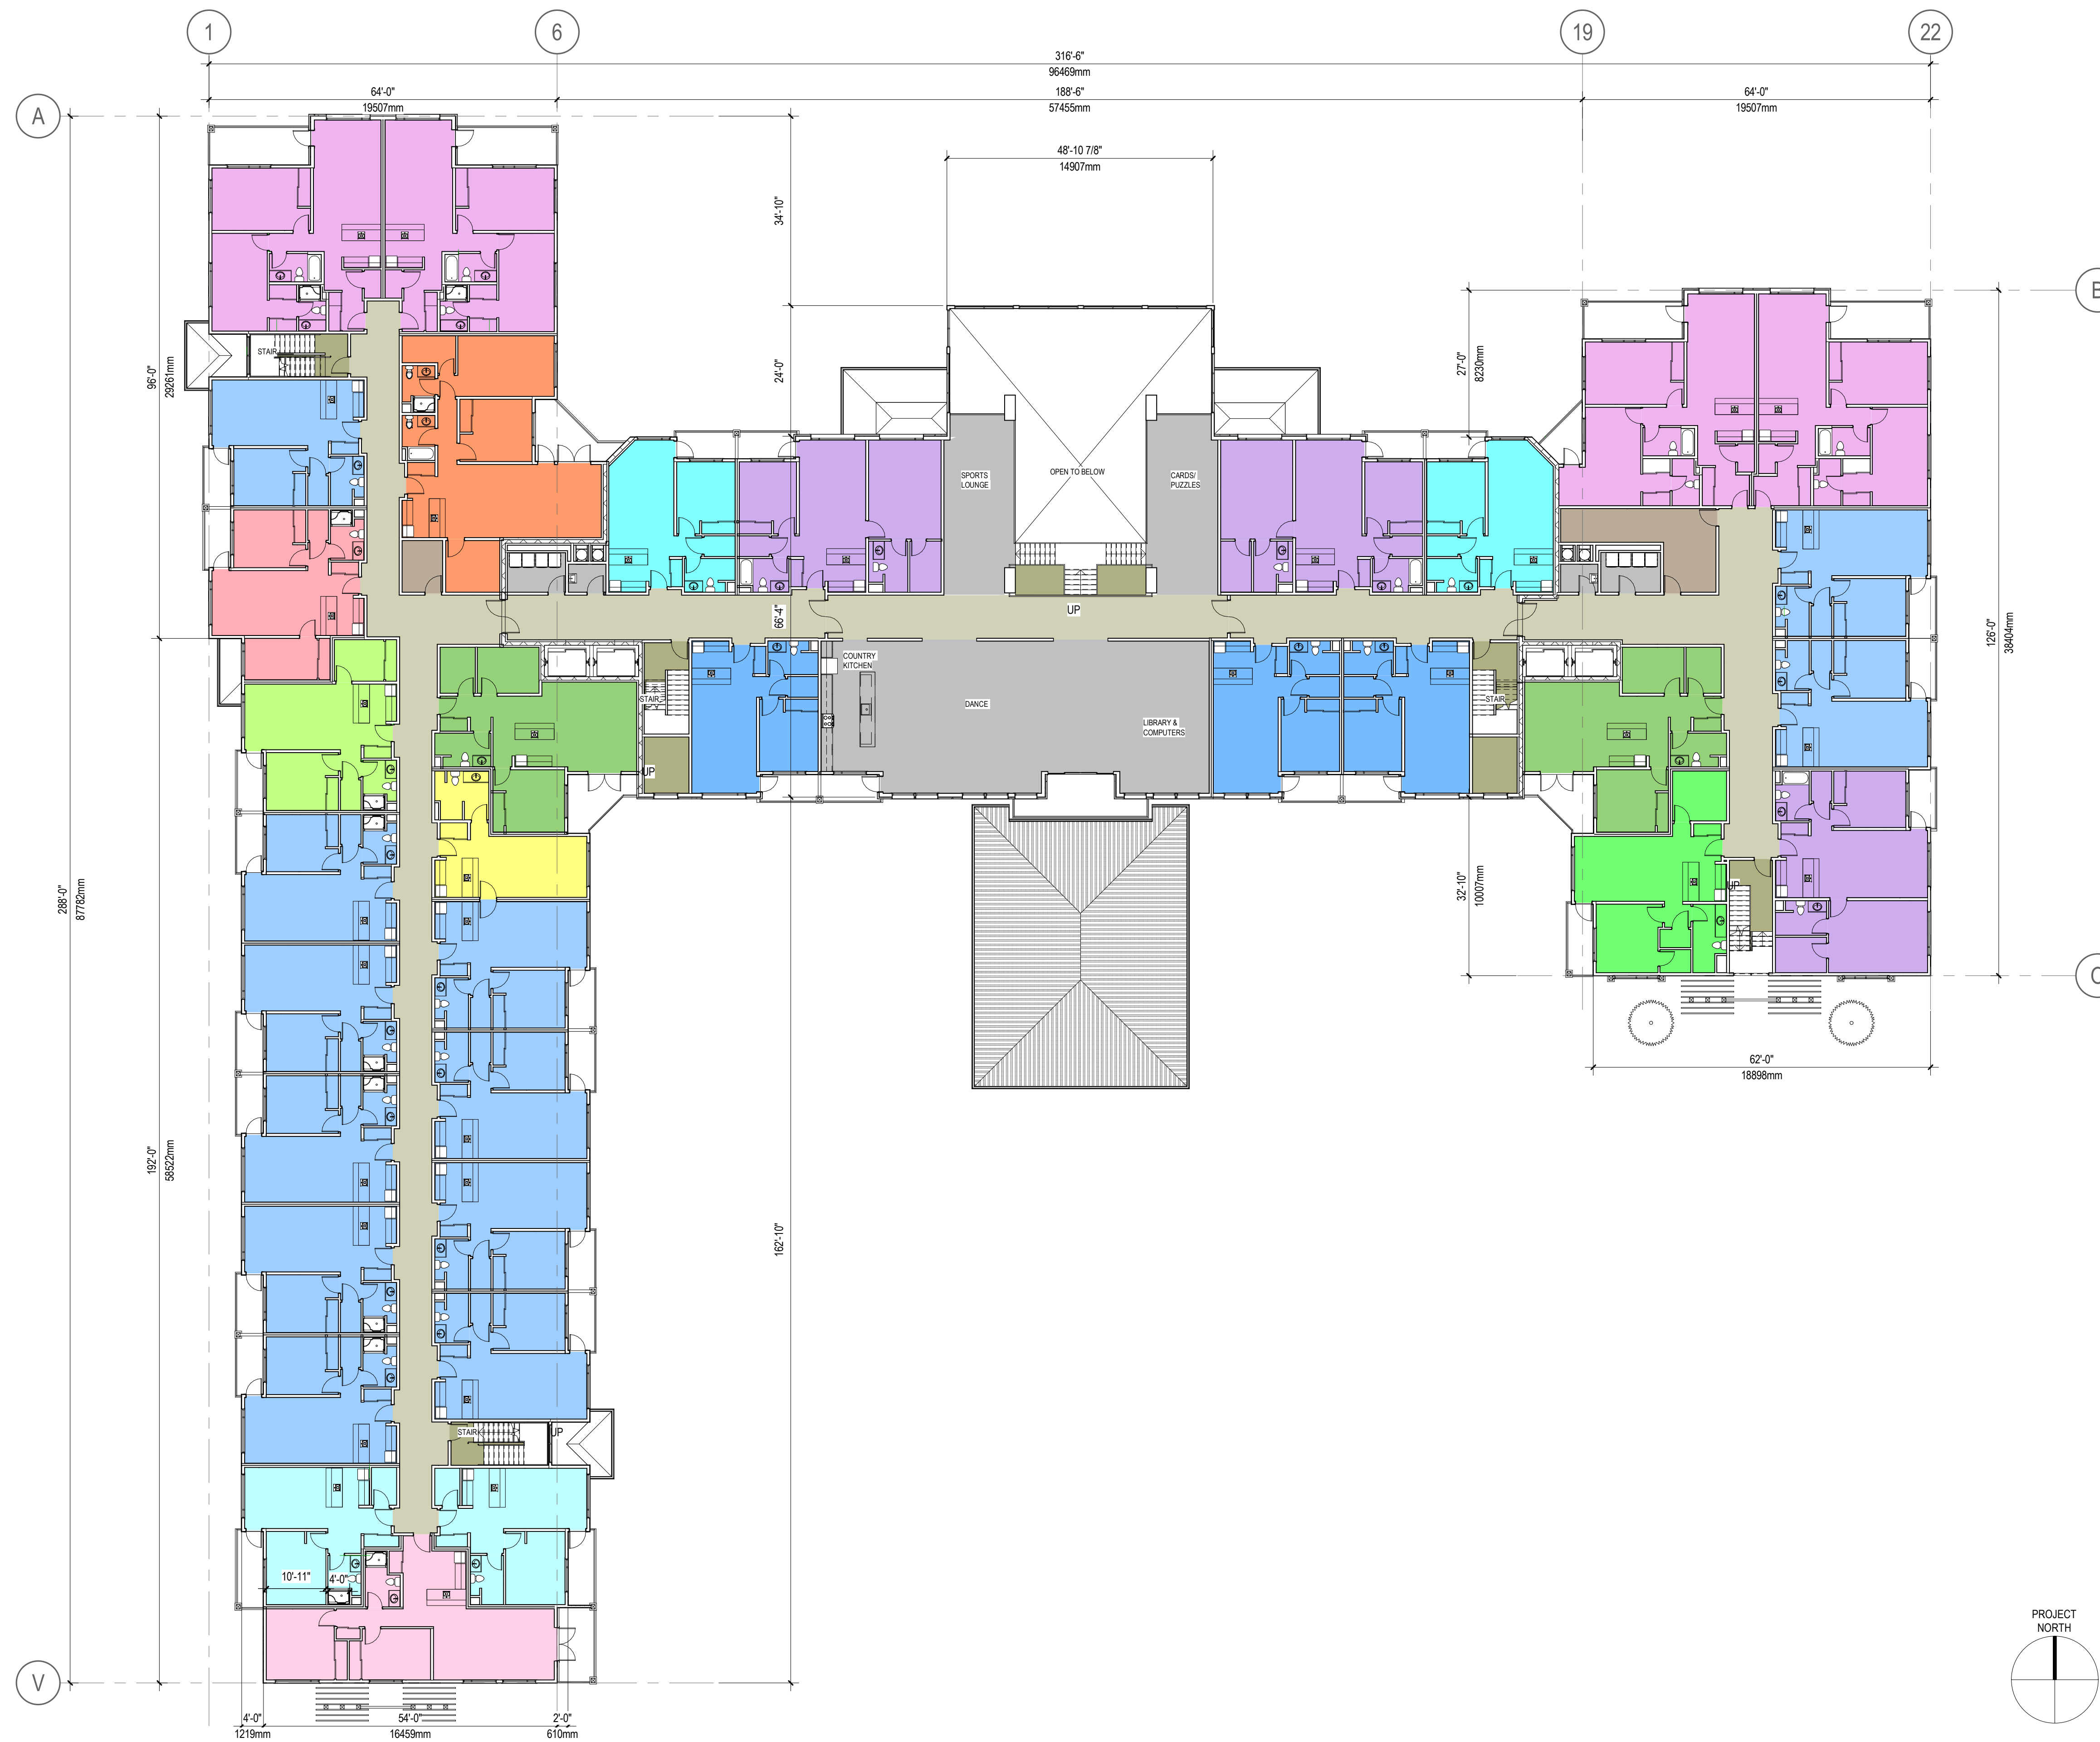 1
6
19
22
316'-6"
96469mm
64'-0"
19507mm
188'-6"
57455mm
64'-0"
19507mm
A
48'-10 7/8"
14907mm
34'-10"
B
STAIR
96'-0"
29261mm
24'-0"
27'-0"
8230mm
SPORTS
LOUNGE
OPEN TO BELOW
CARDS/
PUZZLES
66'-4"
UP
126'-0"
38404mm
COUNTRY
KITCHEN
STAIR
DANCE
LIBRARY &
COMPUTERS
STAIR
UP
288'-0"
87782mm
32'-10"
10007mm
UP
C
62'-0"
18898mm
192'-0"
58522mm
162'-10"
STAIR
UP
10'-11"
4'-0"
PROJECT
NORTH
V
4'-0"
1219mm
54'-0"
16459mm
2'-0"
610mm